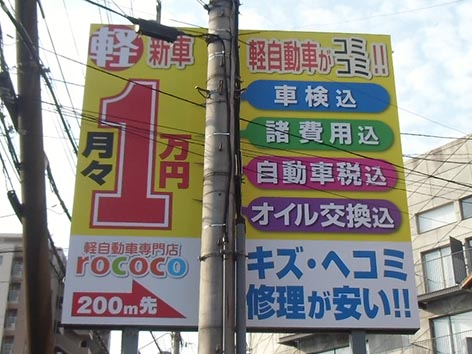 軽 新車
月々1万円
軽自動車専門店
rococo
200m先
軽自動車がコミコミ!!
車検込
諸費用込
自動車税込
オイル交換込
キズ・ヘコミ
修理が安い!!